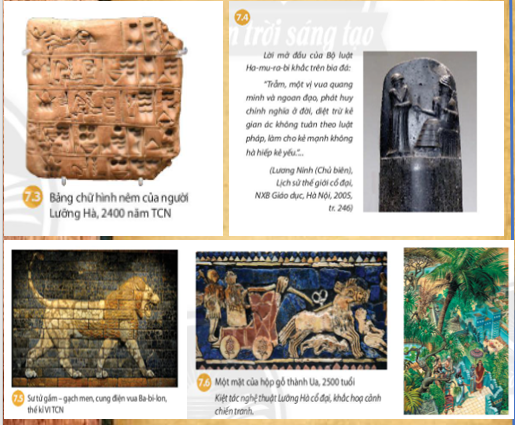 7.3 Bảng chữ hình nêm của người
Lưỡng Hà, 2400 năm TCN
7.4
n trời sáng tạo
Lời mở đầu của Bộ luật
Ha-mu-ra-bi khắc trên bia đá:
"Trẫm, một vị vua quang
minh và ngoan đạo, phát huy
chính nghĩa ở đời, diệt trừ kẻ
gian ác không tuân theo luật
pháp, làm cho kẻ mạnh không
hà hiếp kẻ yếu."...
(Lương Ninh (Chủ biên),
Lịch sử thế giới cổ đại,
NXB Giáo dục, Hà Nội, 2005,
tr. 246)
7.5 Sư tử gầm – gạch men, cung điện vua Ba-bi-lon,
thế kỉ VI TCN
7.6 Một mặt của hộp gỗ thành Ua, 2500 tuổi
Kiệt tác nghệ thuật Lưỡng Hà cổ đại, khắc hoạ cảnh
chiến tranh.